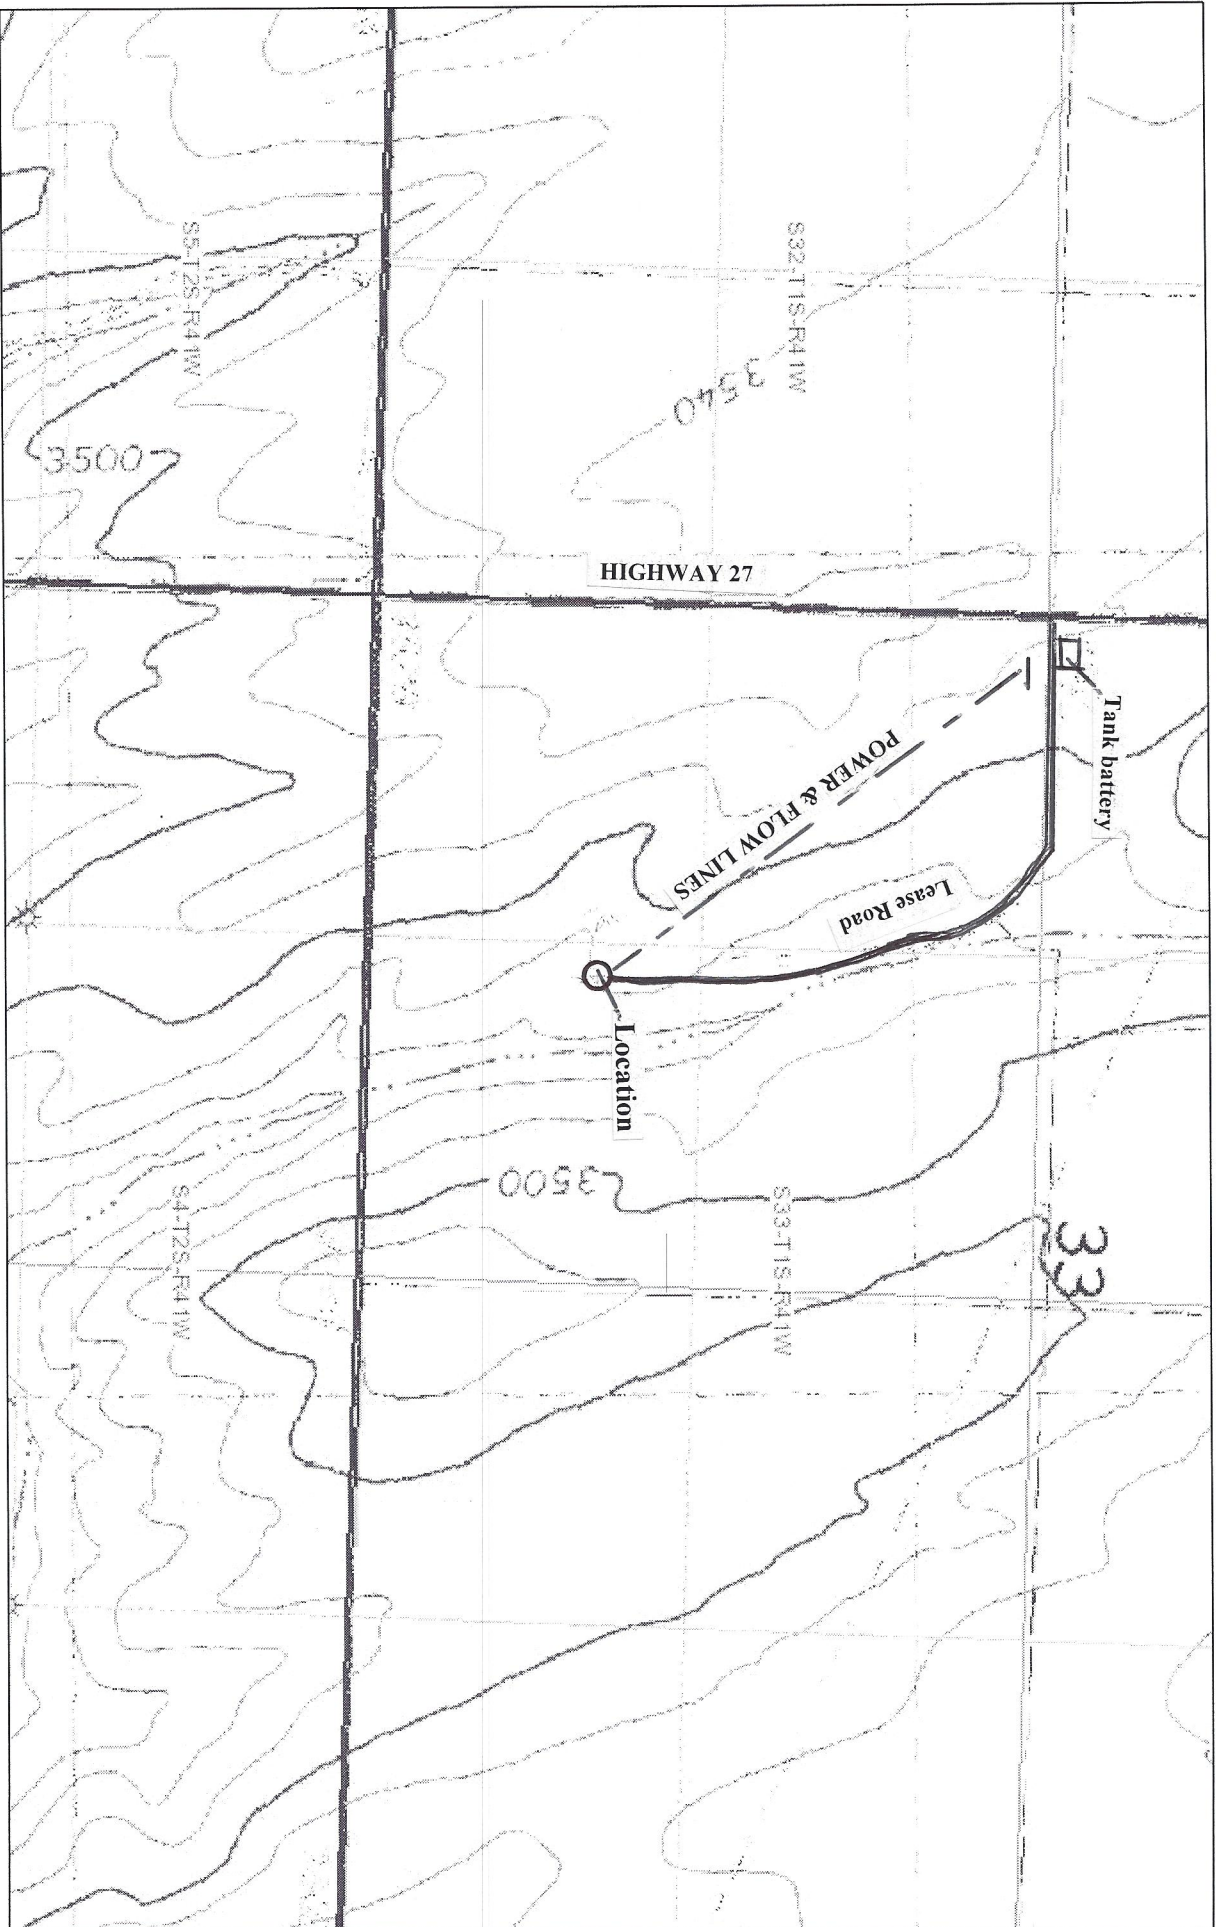 S5-T2S-R41W
S32-T1S-R41W
3540
3500
HIGHWAY 27
Tank battery
POWER & FLOW LINES
Lease Road
Location
3500
S4-T2S-R41W
S33-T1S-R41W
33